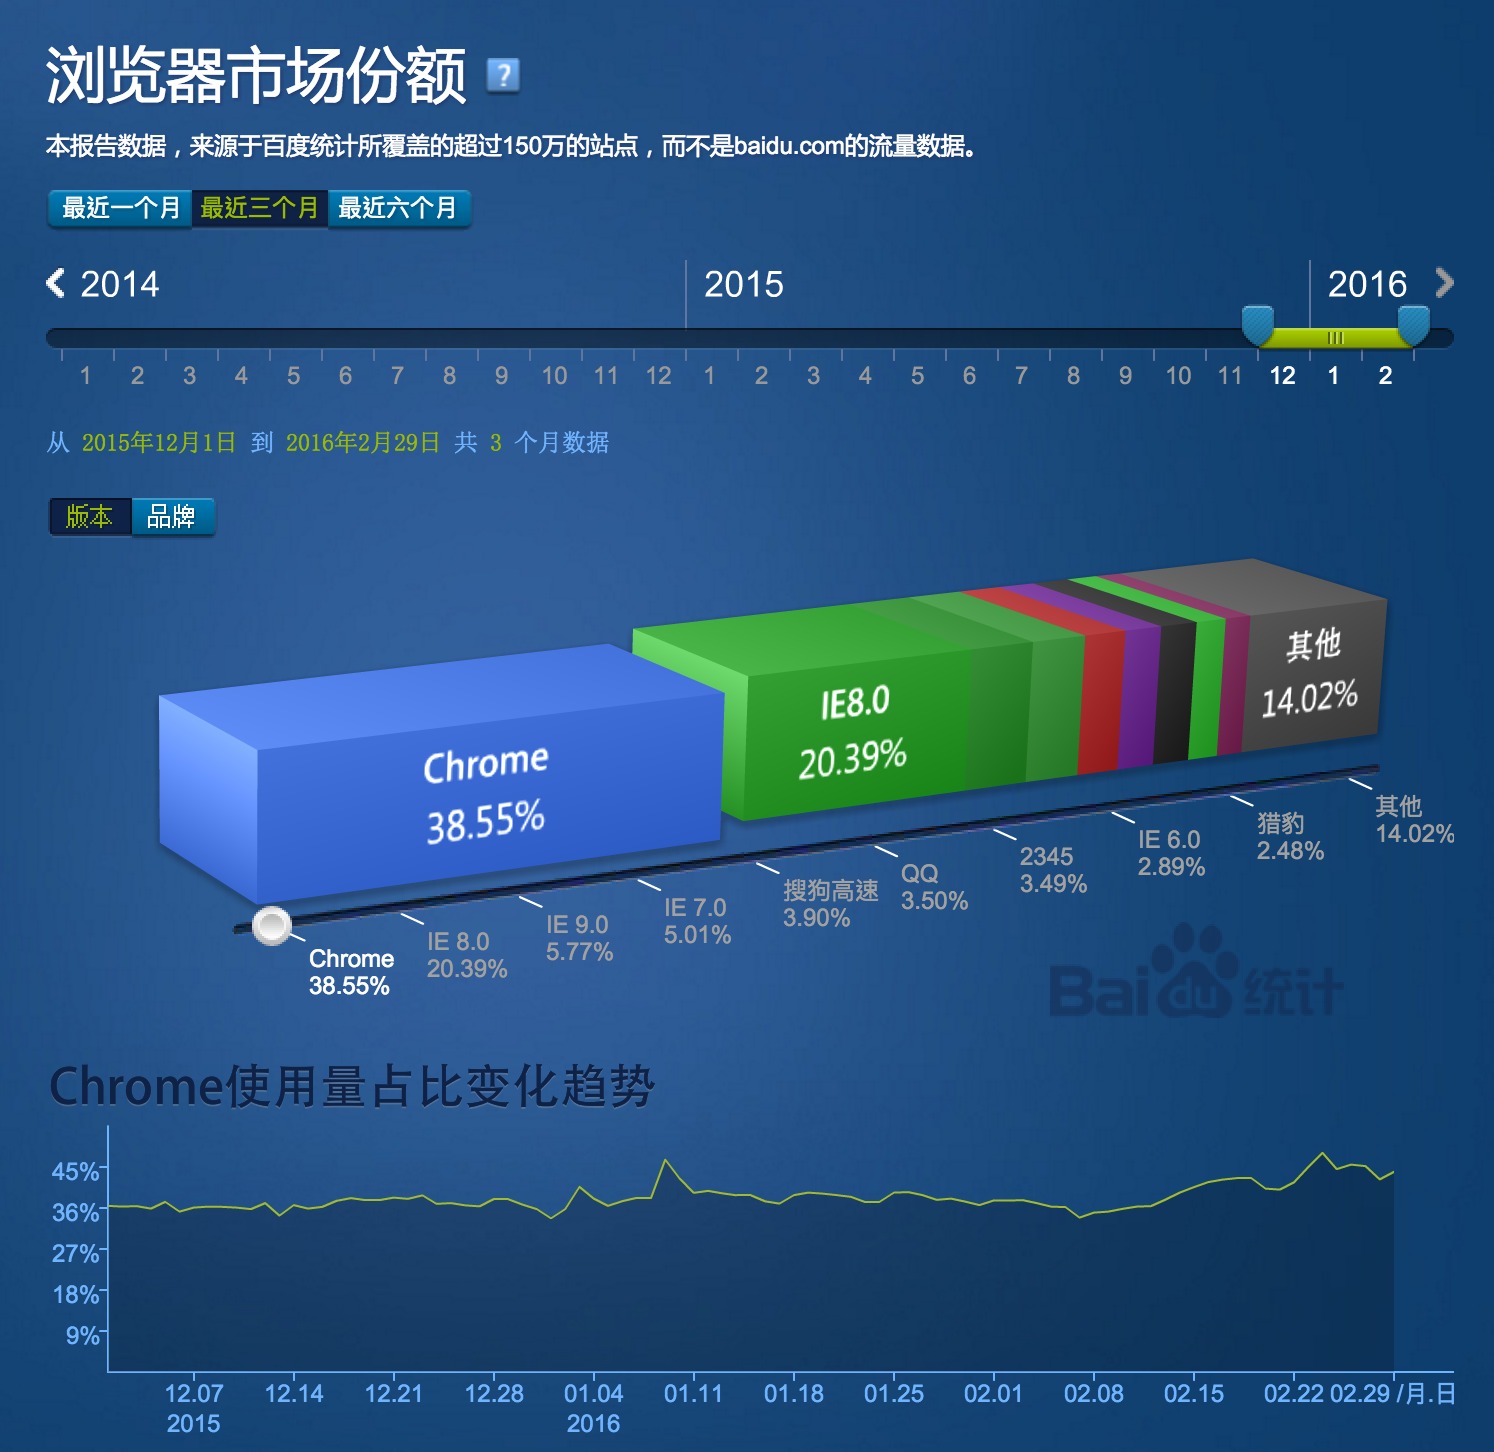 浏览器市场份额 ?
本报告数据，来源于百度统计所覆盖的超过150万的站点，而不是baidu.com的流量数据。
最近一个月 最近三个月 最近六个月
2014 2015 2016
1 2 3 4 5 6 7 8 9 10 11 12 1 2 3 4 5 6 7 8 9 10 11 12 1 2
从 2015年12月1日 到 2016年2月29日 共 3 个月数据
版本 品牌
Chrome
38.55%
IE8.0
20.39%
其他
14.02%
Chrome
38.55%
IE 8.0
20.39%
IE 9.0
5.77%
IE 7.0
5.01%
搜狗高速
3.90%
QQ
3.50%
2345
3.49%
IE 6.0
2.89%
猎豹
2.48%
其他
14.02%
Bai du 统计
Chrome使用量占比变化趋势
45%
36%
27%
18%
9%
12.07 12.14 12.21 12.28 01.04 01.11 01.18 01.25 02.01 02.08 02.15 02.22 02.29 /月.日
2015 2016